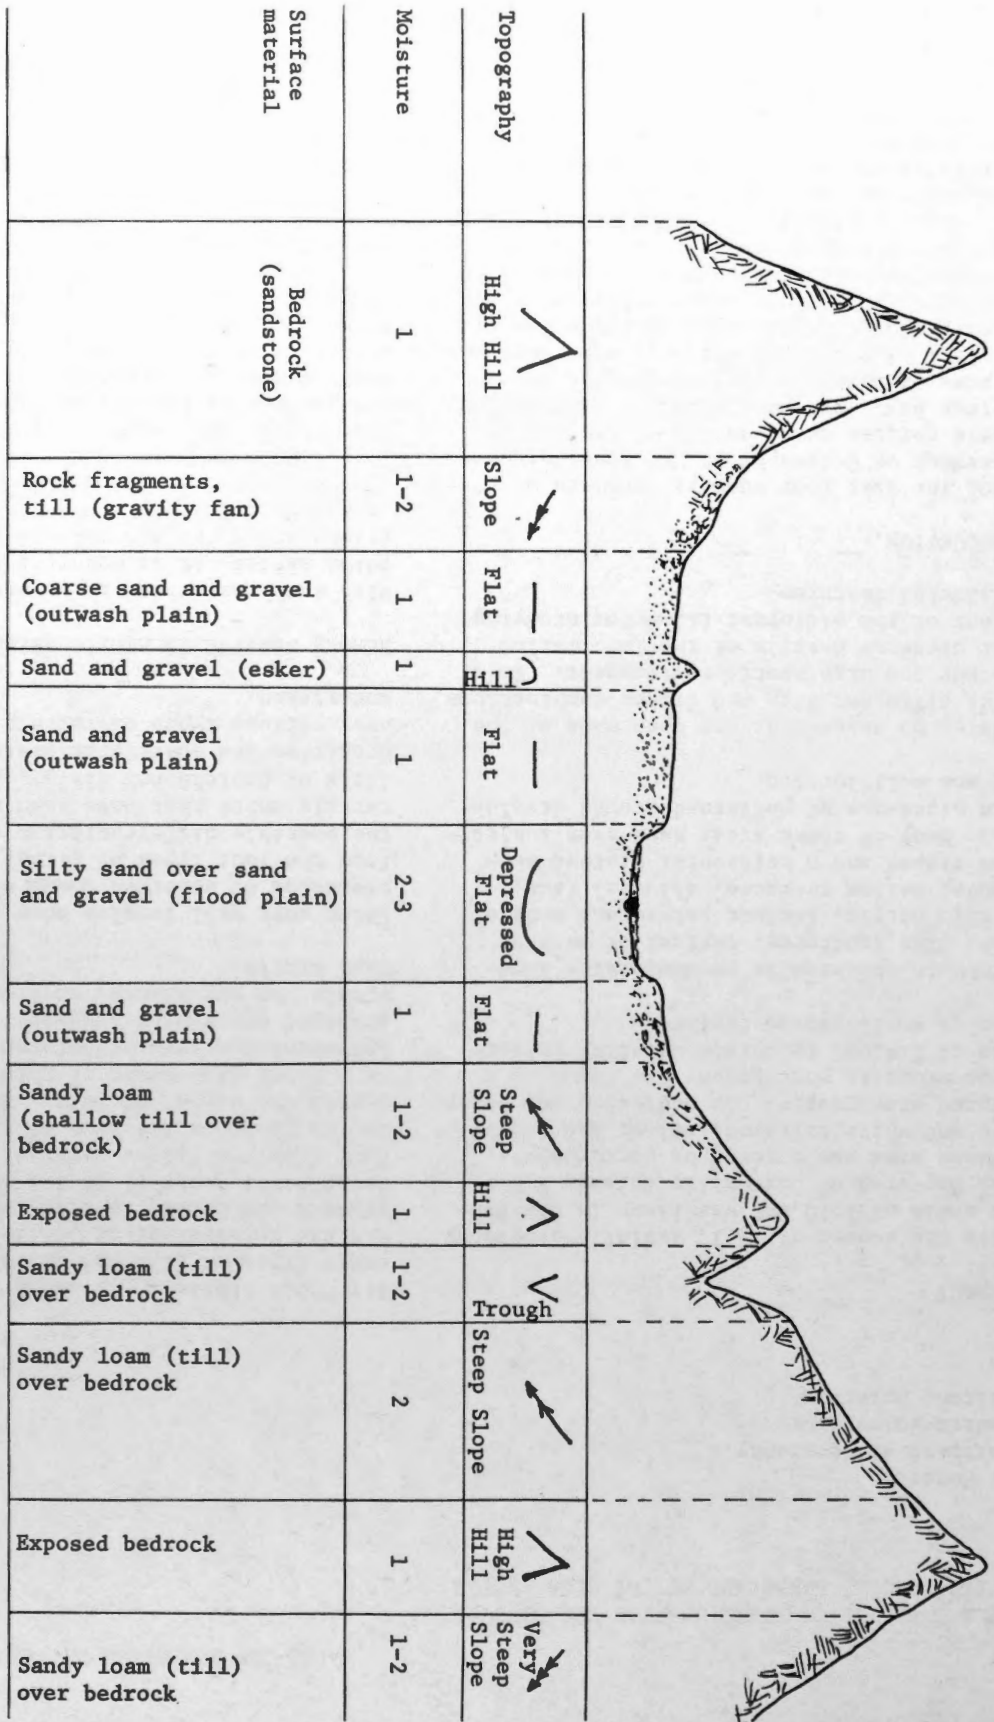 Topography
High Hill
Slope
Flat
Hill
Flat
Depressed
Flat
Flat
Steep
Slope
Hill
Trough
Steep Slope
High
Hill
Very
Steep
Slope
Moisture
1
1-2
1
1
1
2-3
1
1-2
1
1-2
2
1
1-2
Surface
material
Bedrock
(sandstone)
Rock fragments,
till (gravity fan)
Coarse sand and gravel
(outwash plain)
Sand and gravel (esker)
Sand and gravel
(outwash plain)
Silty sand over sand
and gravel (flood plain)
Sand and gravel
(outwash plain)
Sandy loam
(shallow till over
bedrock)
Exposed bedrock
Sandy loam (till)
over bedrock
Sandy loam (till)
over bedrock
Exposed bedrock
Sandy loam (till)
over bedrock